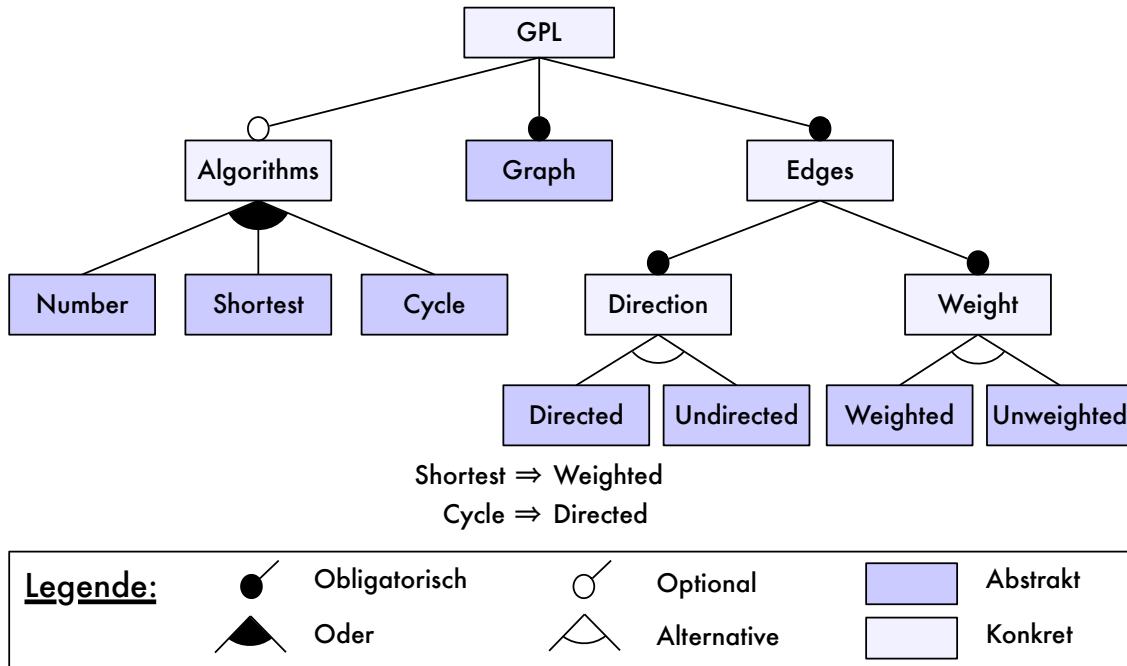 GPL
Algorithms Graph Edges
Number Shortest Cycle Direction Weight
Directed Undirected Weighted Unweighted
Shortest ⇒ Weighted
Cycle ⇒ Directed
Legende: Obligatorisch Optional Abstrakt
Oder Alternative Konkret